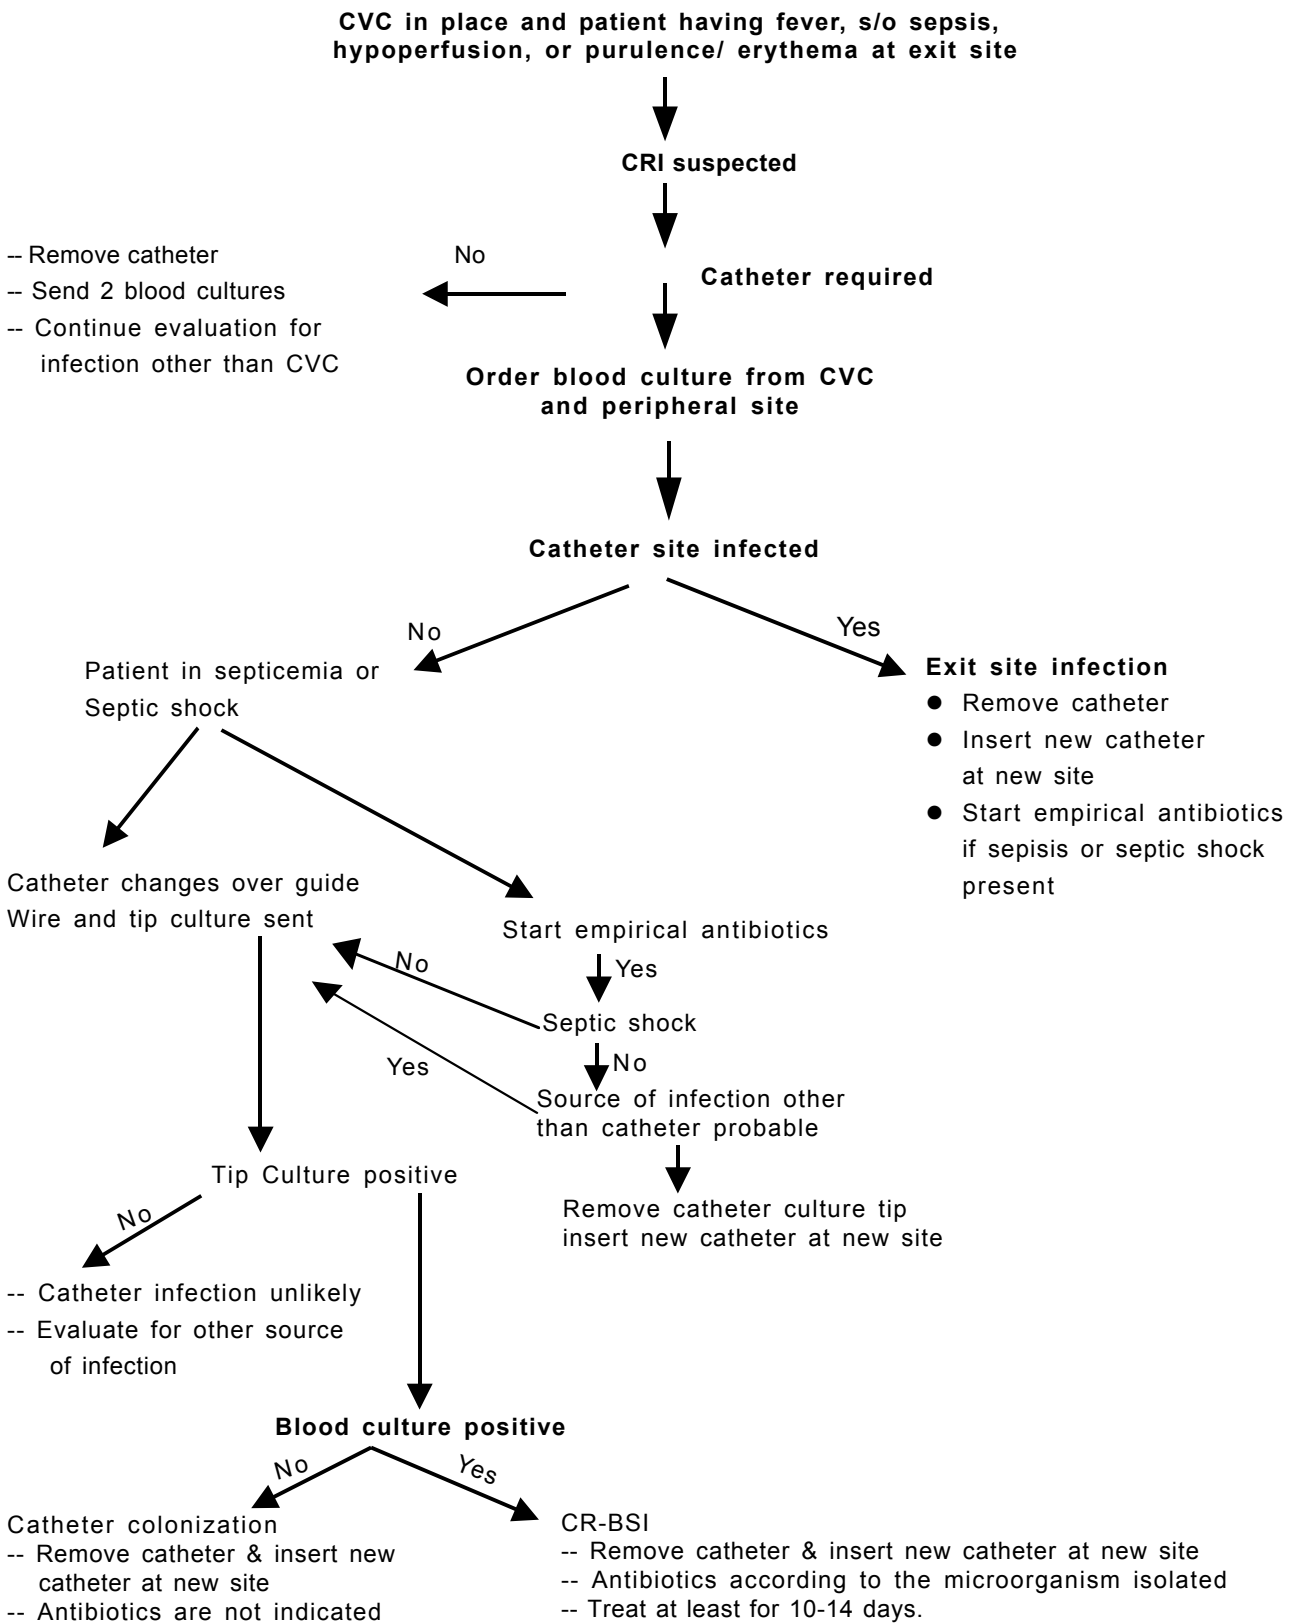 CVC in place and patient having fever, s/o sepsis,
hypoperfusion, or purulence/ erythema at exit site
CRI suspected
No
Catheter required
-- Remove catheter
-- Send 2 blood cultures
-- Continue evaluation for
infection other than CVC
Order blood culture from CVC
and peripheral site
Catheter site infected
No
Yes
Patient in septicemia or
Septic shock
Exit site infection
● Remove catheter
● Insert new catheter
at new site
● Start empirical antibiotics
if sepisis or septic shock
present
Catheter changes over guide
Wire and tip culture sent
Start empirical antibiotics
No
Yes
Septic shock
Yes
No
Source of infection other
than catheter probable
Tip Culture positive
Remove catheter culture tip
insert new catheter at new site
No
-- Catheter infection unlikely
-- Evaluate for other source
of infection
Blood culture positive
No
Yes
Catheter colonization
-- Remove catheter & insert new
catheter at new site
-- Antibiotics are not indicated
CR-BSI
-- Remove catheter & insert new catheter at new site
-- Antibiotics according to the microorganism isolated
-- Treat at least for 10-14 days.